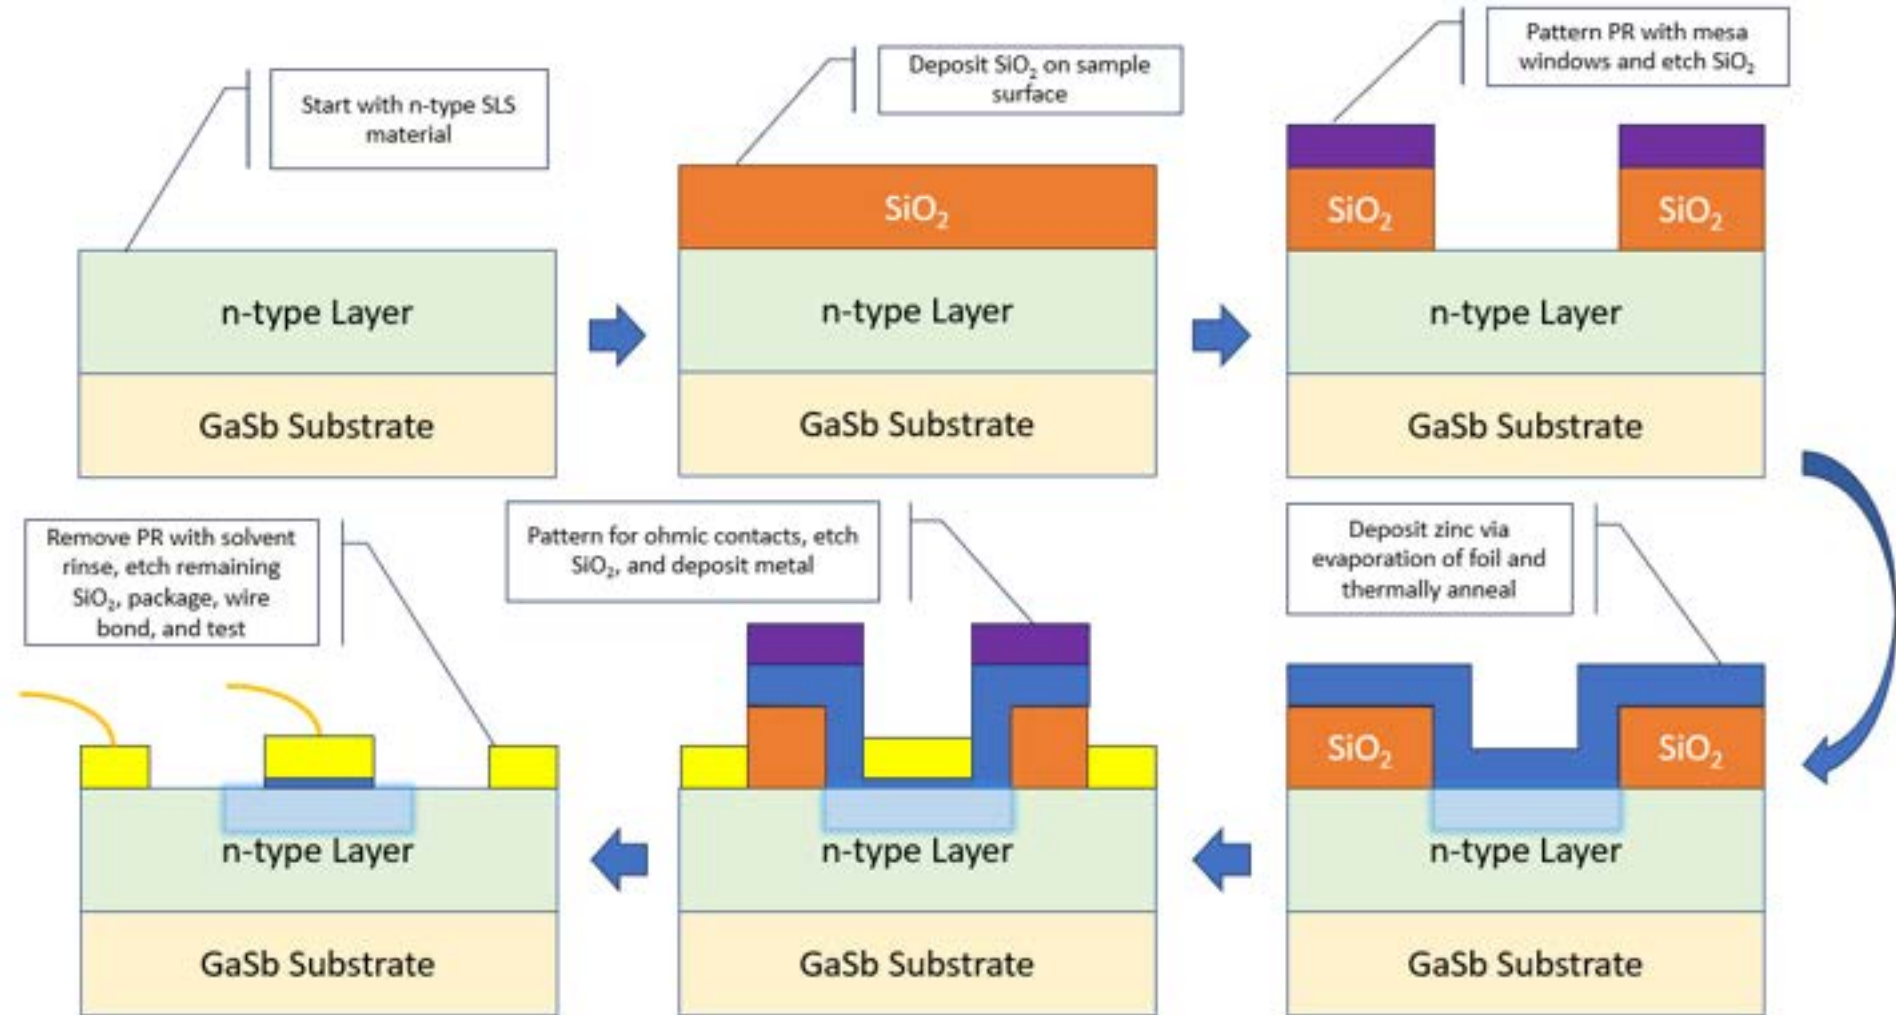 Start with n-type SLS
material
n-type Layer
GaSb Substrate
Deposit SiO₂ on sample
surface
SiO₂
n-type Layer
GaSb Substrate
Pattern PR with mesa
windows and etch SiO₂
SiO₂
SiO₂
n-type Layer
GaSb Substrate
Deposit zinc via
evaporation of foil and
thermally anneal
SiO₂
SiO₂
n-type Layer
GaSb Substrate
Pattern for ohmic contacts, etch
SiO₂, and deposit metal
n-type Layer
GaSb Substrate
Remove PR with solvent
rinse, etch remaining
SiO₂, package, wire
bond, and test
n-type Layer
GaSb Substrate